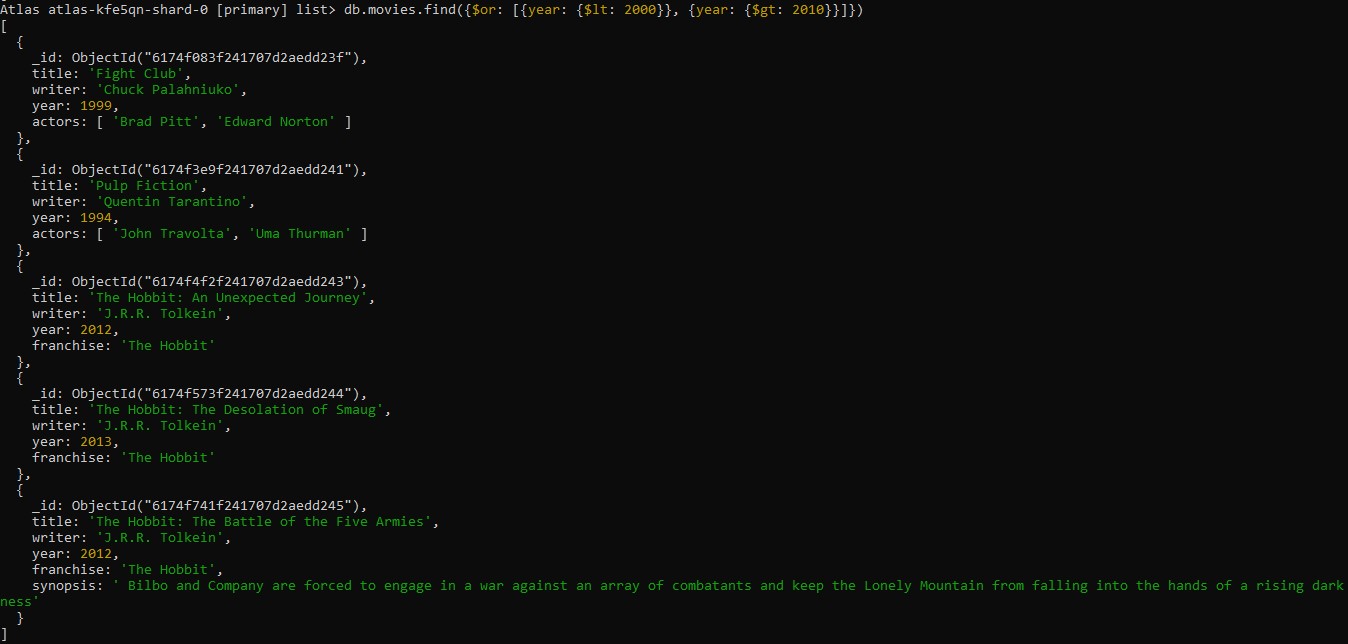 Atlas atlas-kfe5qn-shard-0 [primary] list> db.movies.find({$or: [{year: {$lt: 2000}}, {year: {$gt: 2010}}]})
[
  {
    _id: ObjectId("6174f083f241707d2aedd23f"),
    title: 'Fight Club',
    writer: 'Chuck Palahniuko',
    year: 1999,
    actors: [ 'Brad Pitt', 'Edward Norton' ]
  },
  {
    _id: ObjectId("6174f3e9f241707d2aedd241"),
    title: 'Pulp Fiction',
    writer: 'Quentin Tarantino',
    year: 1994,
    actors: [ 'John Travolta', 'Uma Thurman' ]
  },
  {
    _id: ObjectId("6174f4f2f241707d2aedd243"),
    title: 'The Hobbit: An Unexpected Journey',
    writer: 'J.R.R. Tolkein',
    year: 2012,
    franchise: 'The Hobbit'
  },
  {
    _id: ObjectId("6174f573f241707d2aedd244"),
    title: 'The Hobbit: The Desolation of Smaug',
    writer: 'J.R.R. Tolkein',
    year: 2013,
    franchise: 'The Hobbit'
  },
  {
    _id: ObjectId("6174f741f241707d2aedd245"),
    title: 'The Hobbit: The Battle of the Five Armies',
    writer: 'J.R.R. Tolkein',
    year: 2012,
    franchise: 'The Hobbit',
    synopsis: ' Bilbo and Company are forced to engage in a war against an array of combatants and keep the Lonely Mountain from falling into the hands of a rising dark
ness'
  }
]